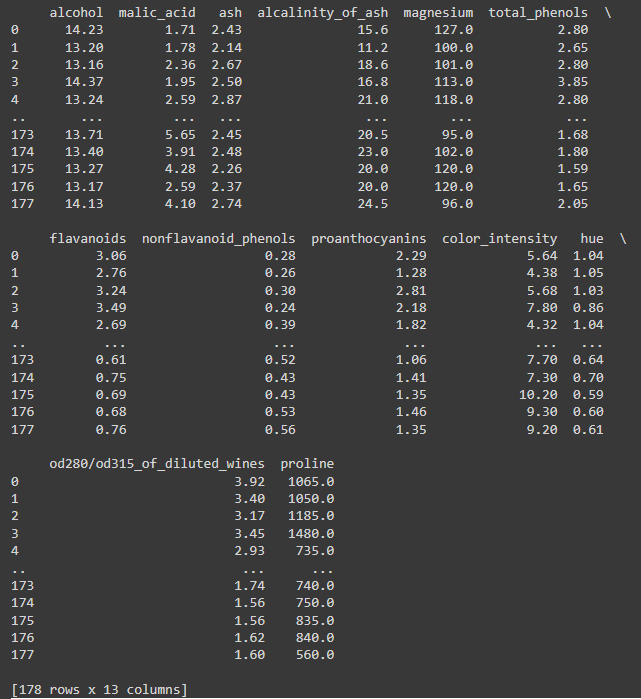 alcohol malic_acid ash alcalinity_of_ash magnesium total_phenols \
0 14.23 1.71 2.43 15.6 127.0 2.80
1 13.20 1.78 2.14 11.2 100.0 2.65
2 13.16 2.36 2.67 18.6 101.0 2.80
3 14.37 1.95 2.50 16.8 113.0 3.85
4 13.24 2.59 2.87 21.0 118.0 2.80
.. ... ... ... ... ... ...
173 13.71 5.65 2.45 20.5 95.0 1.68
174 13.40 3.91 2.48 23.0 102.0 1.80
175 13.27 4.28 2.26 20.0 120.0 1.59
176 13.17 2.59 2.37 20.0 120.0 1.65
177 14.13 4.10 2.74 24.5 96.0 2.05
flavanoids nonflavanoid_phenols proanthocyanins color_intensity hue \
0 3.06 0.28 2.29 5.64 1.04
1 2.76 0.26 1.28 4.38 1.05
2 3.24 0.30 2.81 5.68 1.03
3 3.49 0.24 2.18 7.80 0.86
4 2.69 0.39 1.82 4.32 1.04
.. ... ... ... ... ...
173 0.61 0.52 1.06 7.70 0.64
174 0.75 0.43 1.41 7.30 0.70
175 0.69 0.43 1.35 10.20 0.59
176 0.68 0.53 1.46 9.30 0.60
177 0.76 0.56 1.35 9.20 0.61
od280/od315_of_diluted_wines proline
0 3.92 1065.0
1 3.40 1050.0
2 3.17 1185.0
3 3.45 1480.0
4 2.93 735.0
.. ... ...
173 1.74 740.0
174 1.56 750.0
175 1.56 835.0
176 1.62 840.0
177 1.60 560.0
[178 rows x 13 columns]